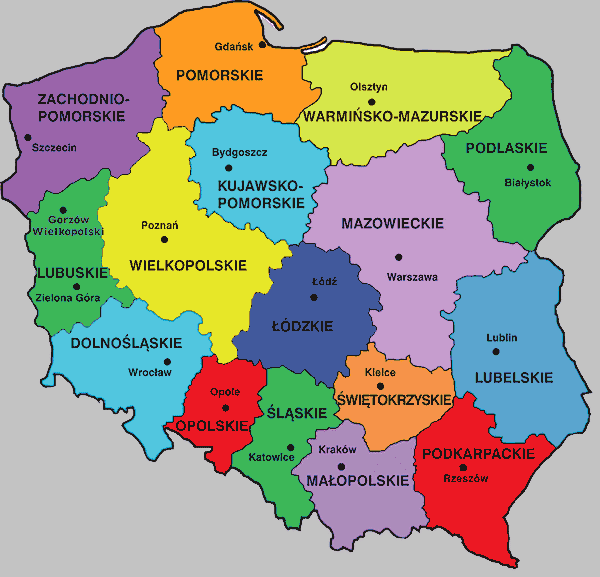 Gdańsk
POMORSKIE
Olsztyn
WARMIŃSKO-MAZURSKIE
ZACHODNIO-
POMORSKIE
Szczecin
PODLASKIE
Białystok
Bydgoszcz
KUJAWSKO-
POMORSKIE
Gorzów
Wielkopolski
LUBUSKIE
Zielona Góra
Poznań
WIELKOPOLSKIE
MAZOWIECKIE
Warszawa
Łódź
ŁÓDZKIE
DOLNOŚLĄSKIE
Wrocław
Lublin
LUBELSKIE
Opole
OPOLSKIE
ŚLĄSKIE
Katowice
Kielce
ŚWIĘTOKRZYSKIE
Kraków
MAŁOPOLSKIE
PODKARPACKIE
Rzeszów